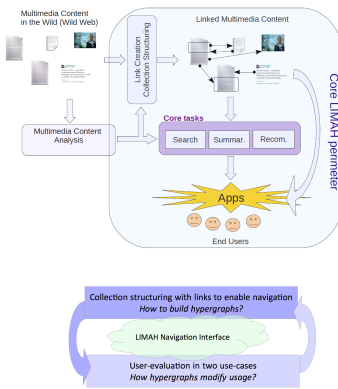 Multimedia Content
in the Wild (Wild Web)
Link Creation
Collection Structuring
Linked Multimedia Content
Multimedia Content
Analysis
Core tasks
Search
Summar.
Recom.
Apps
End Users
Core LIMAH perimeter
Collection structuring with links to enable navigation
How to build hypergraphs?
LIMAH Navigation Interface
User-evaluation in two use-cases
How hypergraphs modify usage?